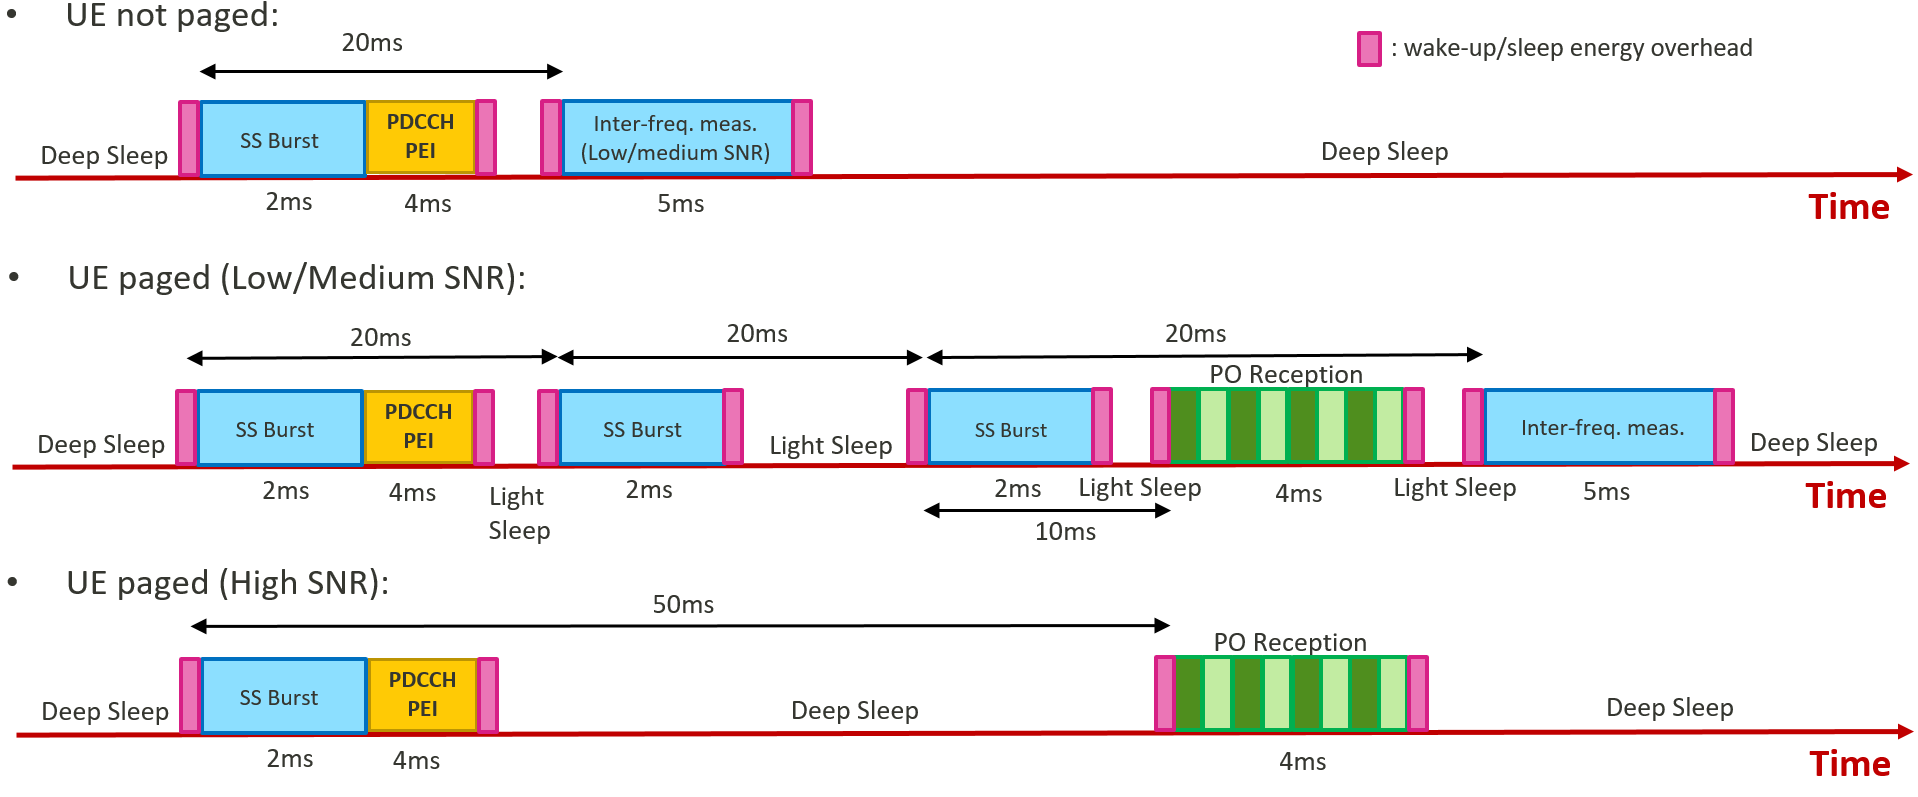 • UE not paged:
20ms
: wake-up/sleep energy overhead
Deep Sleep
SS Burst
PDCCH
PEI
Inter-freq. meas.
(Low/medium SNR)
Deep Sleep
2ms
4ms
5ms
Time
• UE paged (Low/Medium SNR):
20ms
20ms
20ms
PO Reception
Deep Sleep
SS Burst
PDCCH
PEI
SS Burst
Light Sleep
SS Burst
Inter-freq. meas.
Deep Sleep
2ms
4ms
Light
Sleep
2ms
2ms
Light Sleep
4ms
Light Sleep
5ms
Time
10ms
• UE paged (High SNR):
50ms
PO Reception
Deep Sleep
SS Burst
PDCCH
PEI
Deep Sleep
Deep Sleep
2ms
4ms
4ms
Time